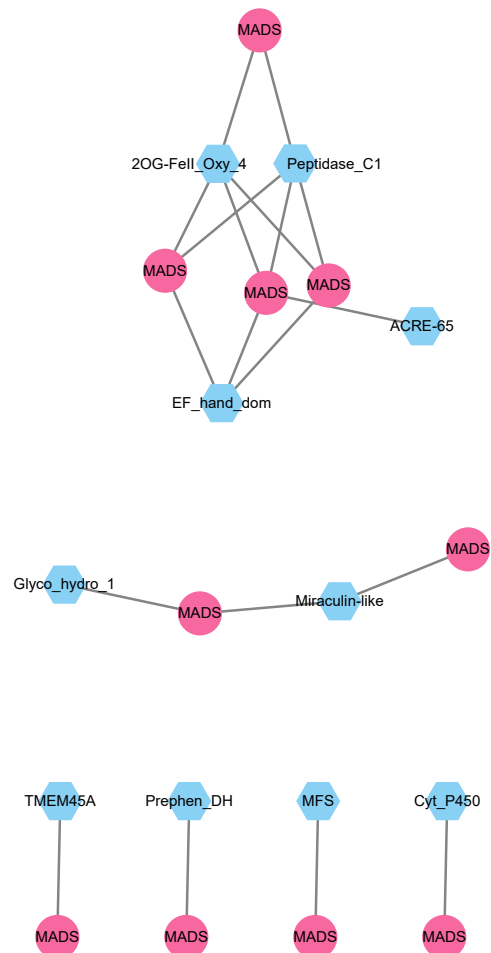 MADS
2OG-FeII_Oxy_4
Peptidase_C1
MADS
MADS
MADS
ACRE-65
EF_hand_dom
MADS
Glyco_hydro_1
Miraculin-like
MADS
TMEM45A
Prephen_DH
MFS
Cyt_P450
MADS
MADS
MADS
MADS